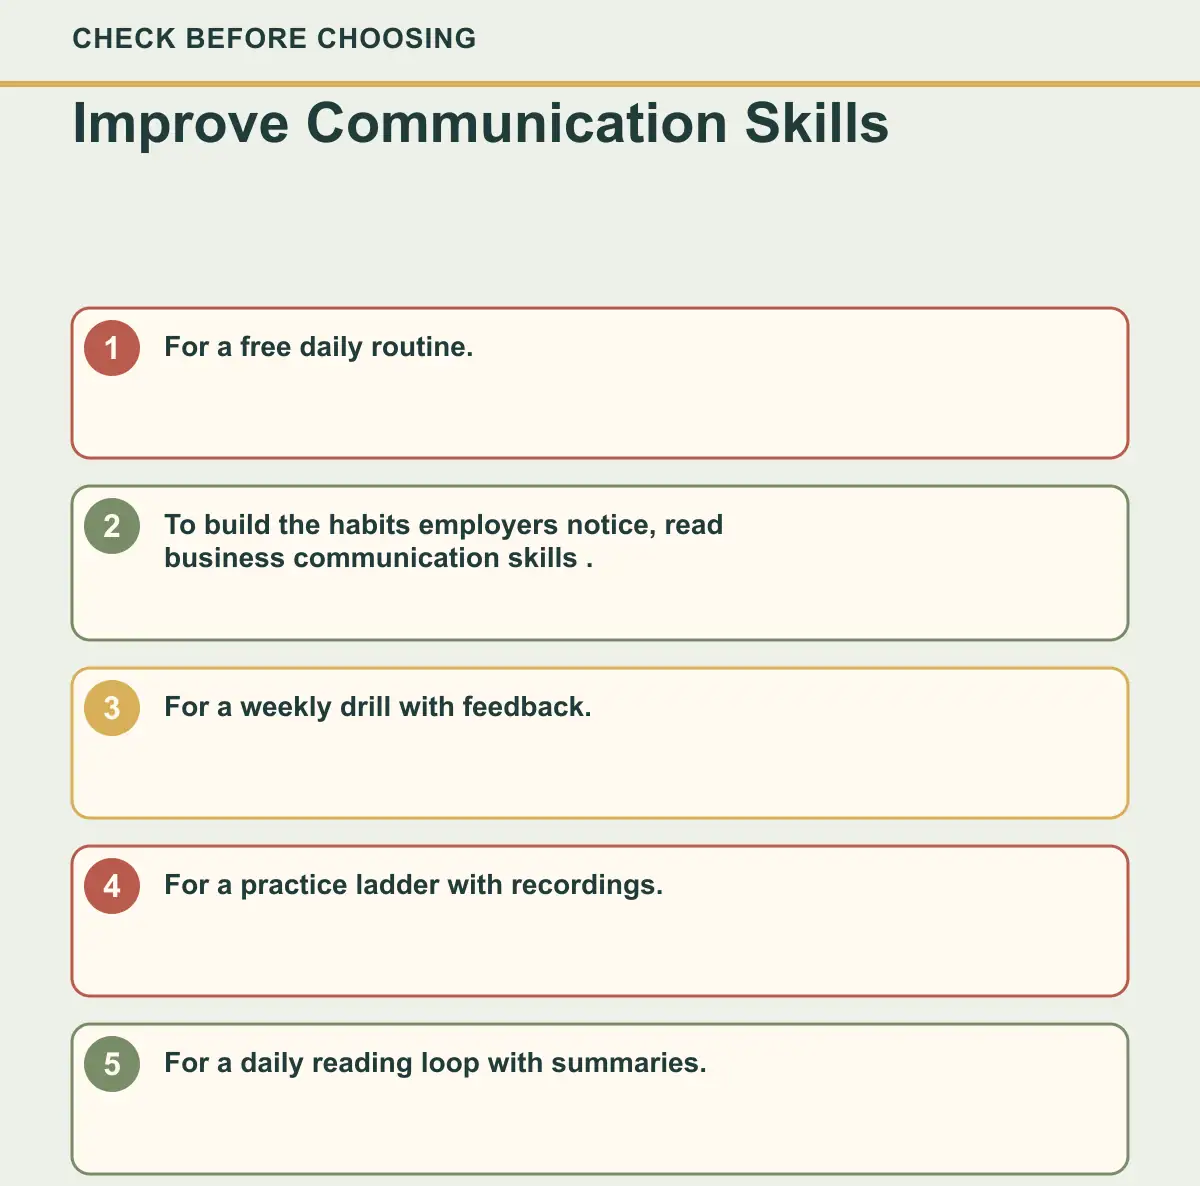 CHECK BEFORE CHOOSING
Improve Communication Skills
1
For a free daily routine.
2
To build the habits employers notice, read
business communication skills .
3
For a weekly drill with feedback.
4
For a practice ladder with recordings.
5
For a daily reading loop with summaries.